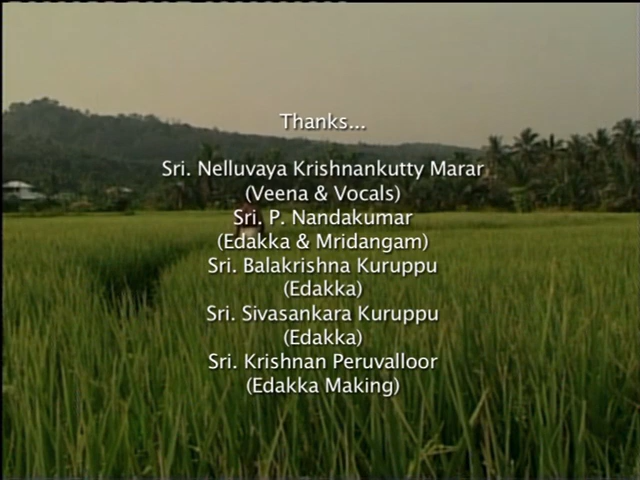 Thanks...
Sri. Nelluvaya Krishnankutty Marar
(Veena & Vocals)
Sri. P. Nandakumar
(Edakka & Mridangam)
Sri. Balakrishna Kuruppu
(Edakka)
Sri. Sivasankara Kuruppu
(Edakka)
Sri. Krishnan Peruvalloor
(Edakka Making)